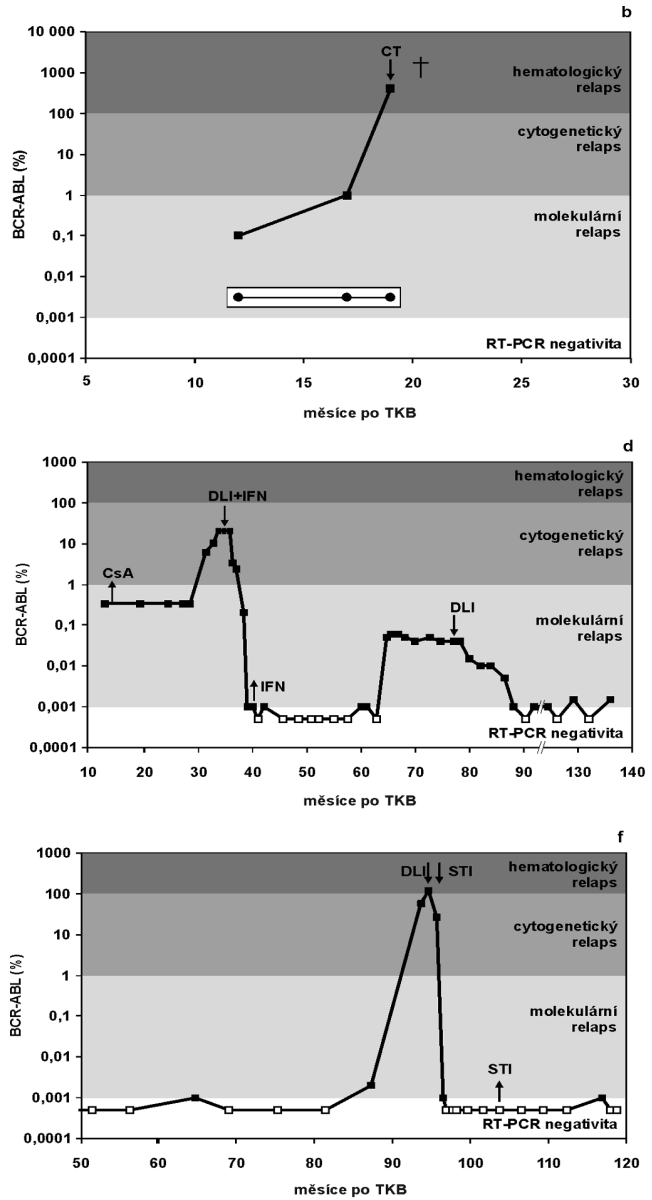 b
10 000
1000
100
10
1
0,1
0,01
0,001
0,0001
BCR-ABL (%)
CT
hematologický
relaps
cytogenetický
relaps
molekulární
relaps
RT-PCR negativita
5 10 15 20 25 30
měsíce po TKB
d
1000
100
10
1
0,1
0,01
0,001
0,0001
BCR-ABL (%)
CsA
DLI+IFN
IFN
DLI
hematologický
relaps
cytogenetický
relaps
molekulární
relaps
RT-PCR negativita
10 20 30 40 50 60 70 80 90 130 140
měsíce po TKB
f
1000
100
10
1
0,1
0,01
0,001
0,0001
BCR-ABL (%)
DLI STI
STI
hematologický
relaps
cytogenetický
relaps
molekulární
relaps
RT-PCR negativita
50 60 70 80 90 100 110 120
měsíce po TKB